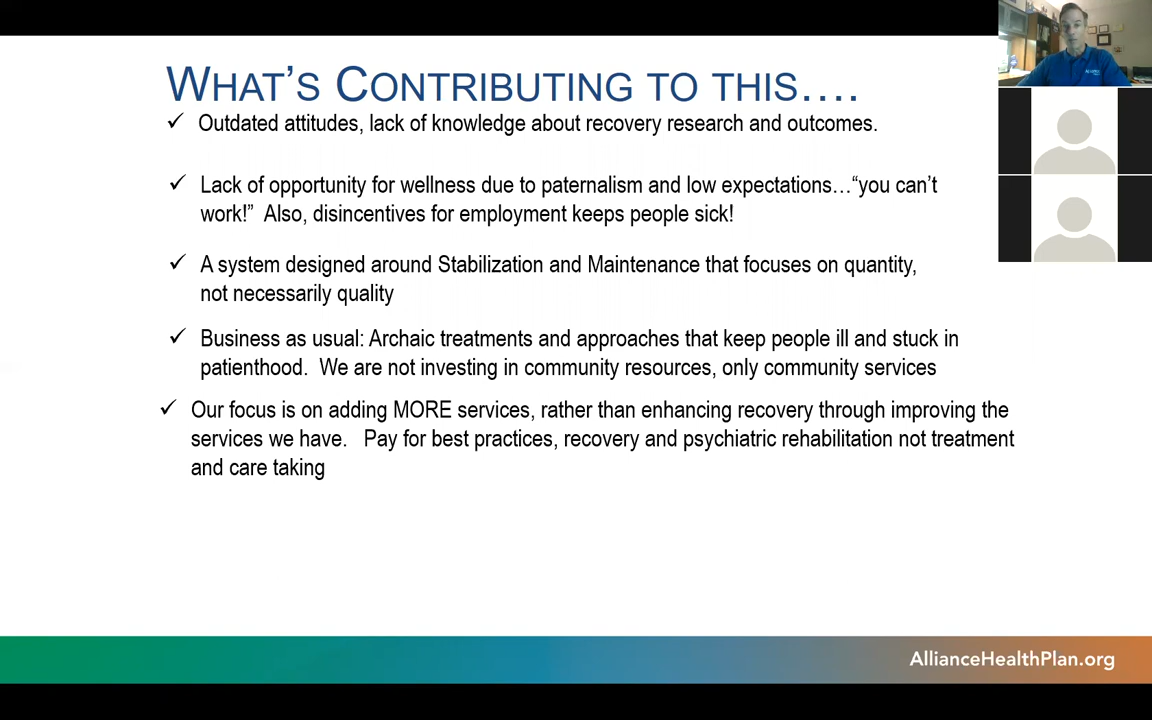 WHAT'S CONTRIBUTING TO THIS….
✓ Outdated attitudes, lack of knowledge about recovery research and outcomes.
✓ Lack of opportunity for wellness due to paternalism and low expectations…“you can’t
work!”  Also, disincentives for employment keeps people sick!
✓ A system designed around Stabilization and Maintenance that focuses on quantity,
not necessarily quality
✓ Business as usual: Archaic treatments and approaches that keep people ill and stuck in
patienthood.  We are not investing in community resources, only community services
✓ Our focus is on adding MORE services, rather than enhancing recovery through improving the
services we have.   Pay for best practices, recovery and psychiatric rehabilitation not treatment
and care taking
AllianceHealthPlan.org